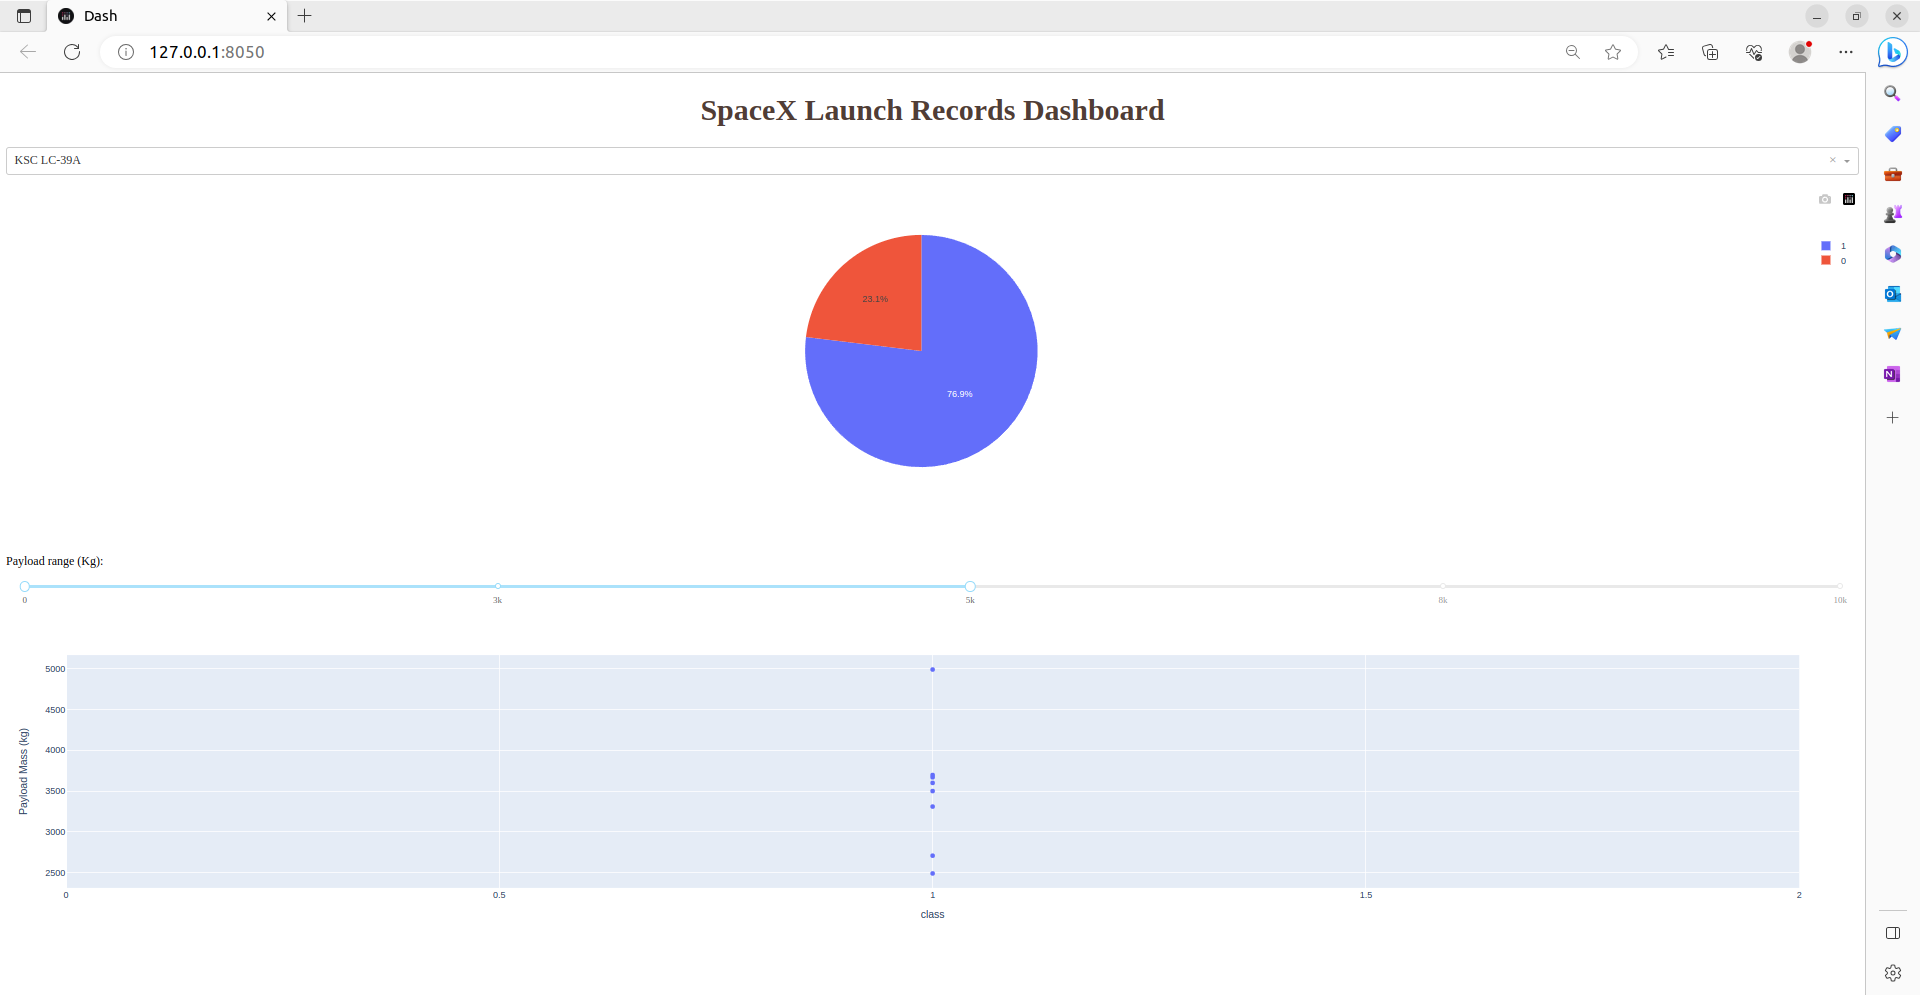 Dash
127.0.0.1:8050
SpaceX Launch Records Dashboard
KSC LC-39A
1
0
23.1%
76.9%
Payload range (Kg):
0 3k 5k 8k 10k
5000
4500
4000
3500
3000
2500
Payload Mass (kg)
0 0.5 1 1.5 2
class